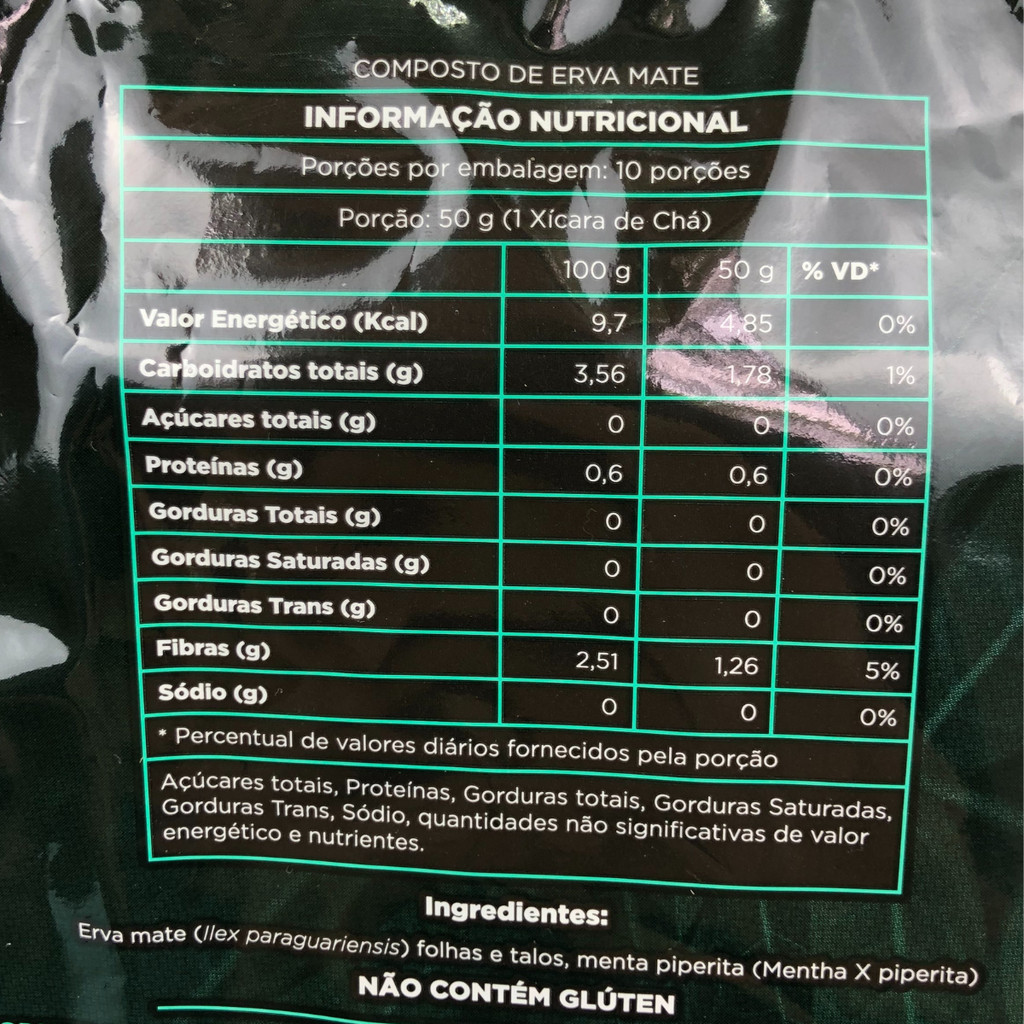 COMPOSTO DE ERVA MATE
INFORMAÇÃO NUTRICIONAL
Porções por embalagem: 10 porções
Porção: 50 g (1 Xícara de Chá)
100 g 50 g % VD*
Valor Energético (Kcal) 9,7 4,85 0%
Carboidratos totais (g) 3,56 1,78 1%
Açúcares totais (g) 0 0 0%
Proteínas (g) 0,6 0,6 0%
Gorduras Totais (g) 0 0 0%
Gorduras Saturadas (g) 0 0 0%
Gorduras Trans (g) 0 0 0%
Fibras (g) 2,51 1,26 5%
Sódio (g) 0 0 0%
* Percentual de valores diários fornecidos pela porção
Açúcares totais, Proteínas, Gorduras totais, Gorduras Saturadas,
Gorduras Trans, Sódio, quantidades não significativas de valor
energético e nutrientes.
Ingredientes:
Erva mate (Ilex paraguariensis) folhas e talos, menta piperita (Mentha X piperita)
NÃO CONTÉM GLÚTEN